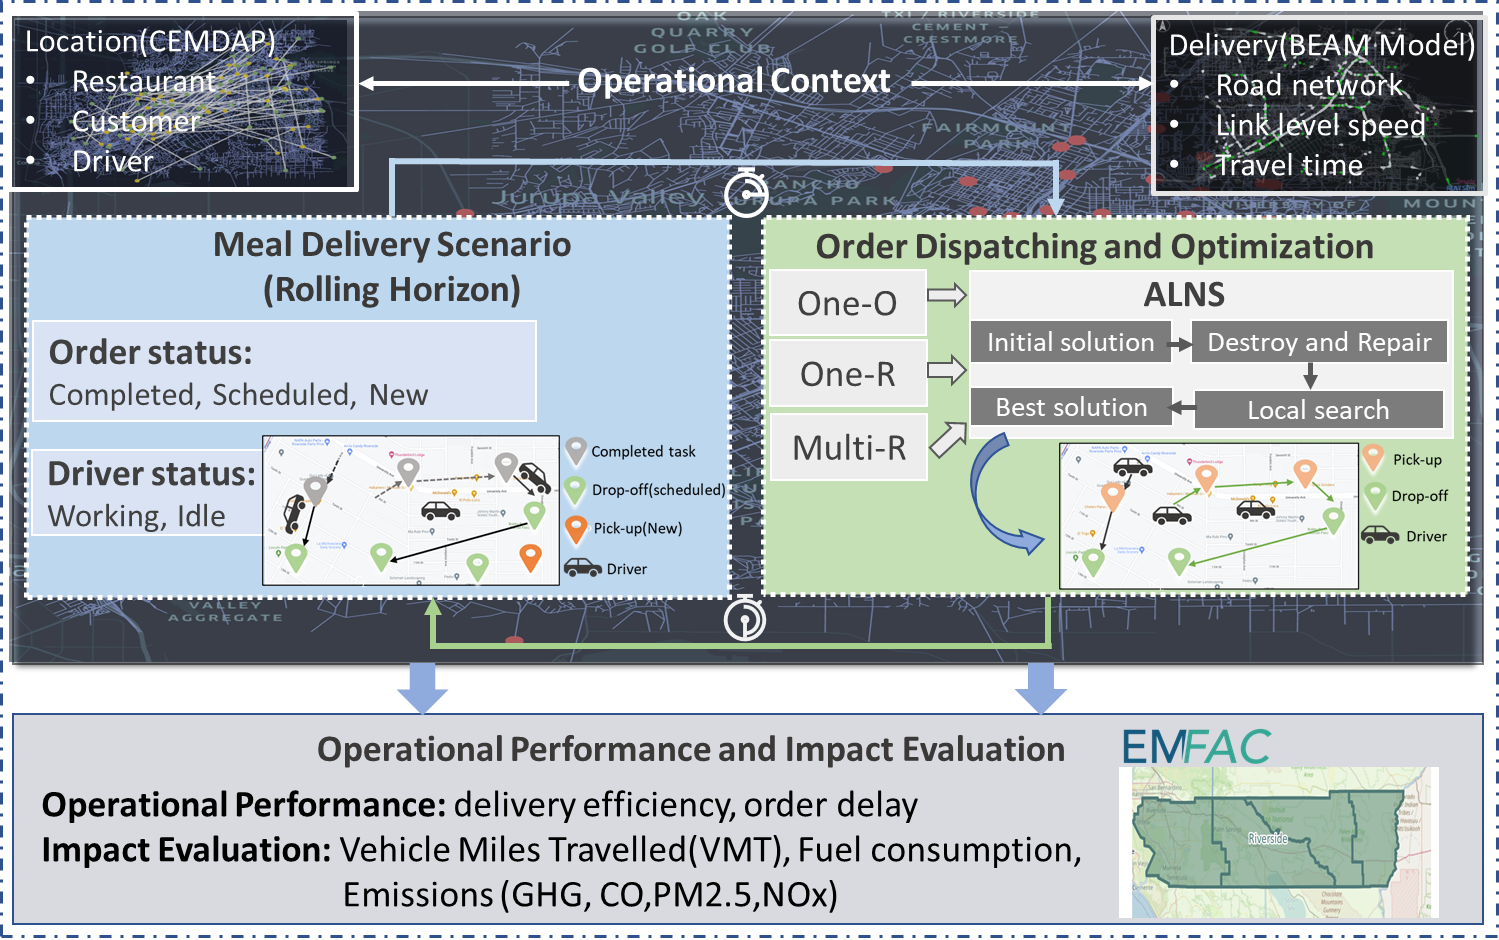 Location(CEMDAP)
• Restaurant
• Customer
• Driver
OAK
QUARRY
GOLF CLUB
TXI / RIVERSIDE
CEMENT –
CRESTMORE
Operational Context
Delivery(BEAM Model)
• Road network
• Link level speed
• Travel time
FAIRMOUNT
PARK
Jurupa Valley
RANCHO
JURUPA PARK
UNIVERSITY OF
MOUNT
Meal Delivery Scenario
(Rolling Horizon)
Order status:
Completed, Scheduled, New
Driver status:
Working, Idle
Completed task
Drop-off(scheduled)
Pick-up(New)
Driver
Order Dispatching and Optimization
One-O
One-R
Multi-R
ALNS
Initial solution
Destroy and Repair
Best solution
Local search
Pick-up
Drop-off
Driver
VALLEY
AGGREGATE
Operational Performance and Impact Evaluation
EMFAC
Operational Performance: delivery efficiency, order delay
Impact Evaluation: Vehicle Miles Travelled(VMT), Fuel consumption,
Emissions (GHG, CO,PM2.5,NOx)
Riverside